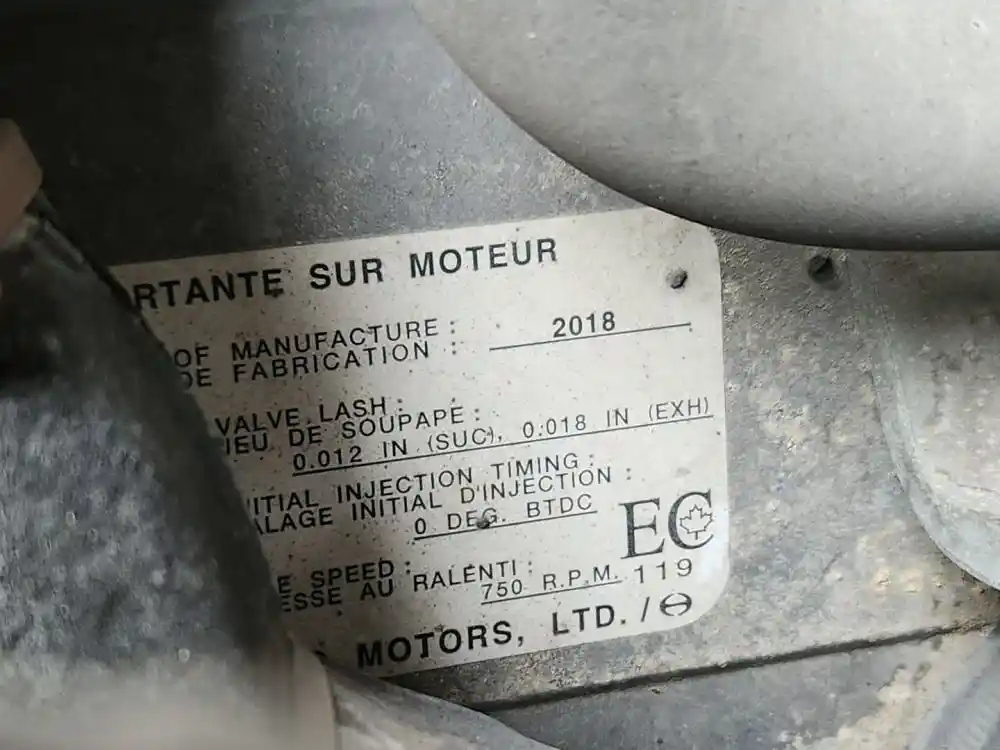 RTANTE SUR MOTEUR
OF MANUFACTURE : 2018
DE FABRICATION :
VALVE LASH :
IEU DE SOUPAPE :
0.012 IN (SUC), 0.018 IN (EXH)
ITIAL INJECTION TIMING :
ALAGE INITIAL D'INJECTION :
0 DEG. BTDC
EC
E SPEED :
ESSE AU RALENTI : 750 R.P.M. 119
MOTORS, LTD. /